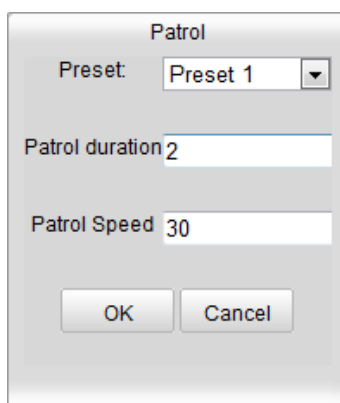 Patrol
Preset: Preset 1
Patrol duration 2
Patrol Speed 30
OK Cancel